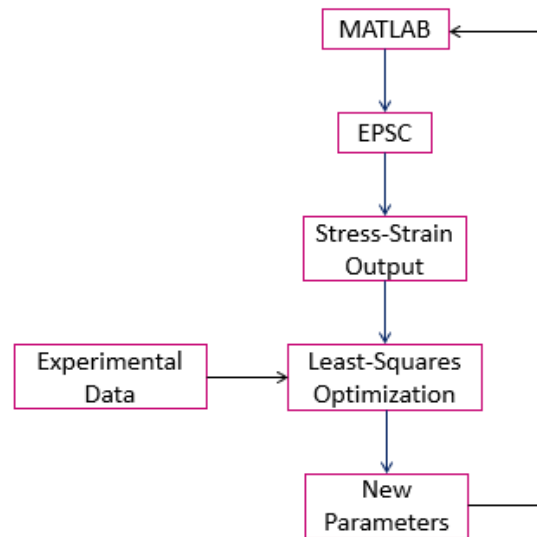 MATLAB
EPSC
Stress-Strain
Output
Experimental
Data
Least-Squares
Optimization
New
Parameters